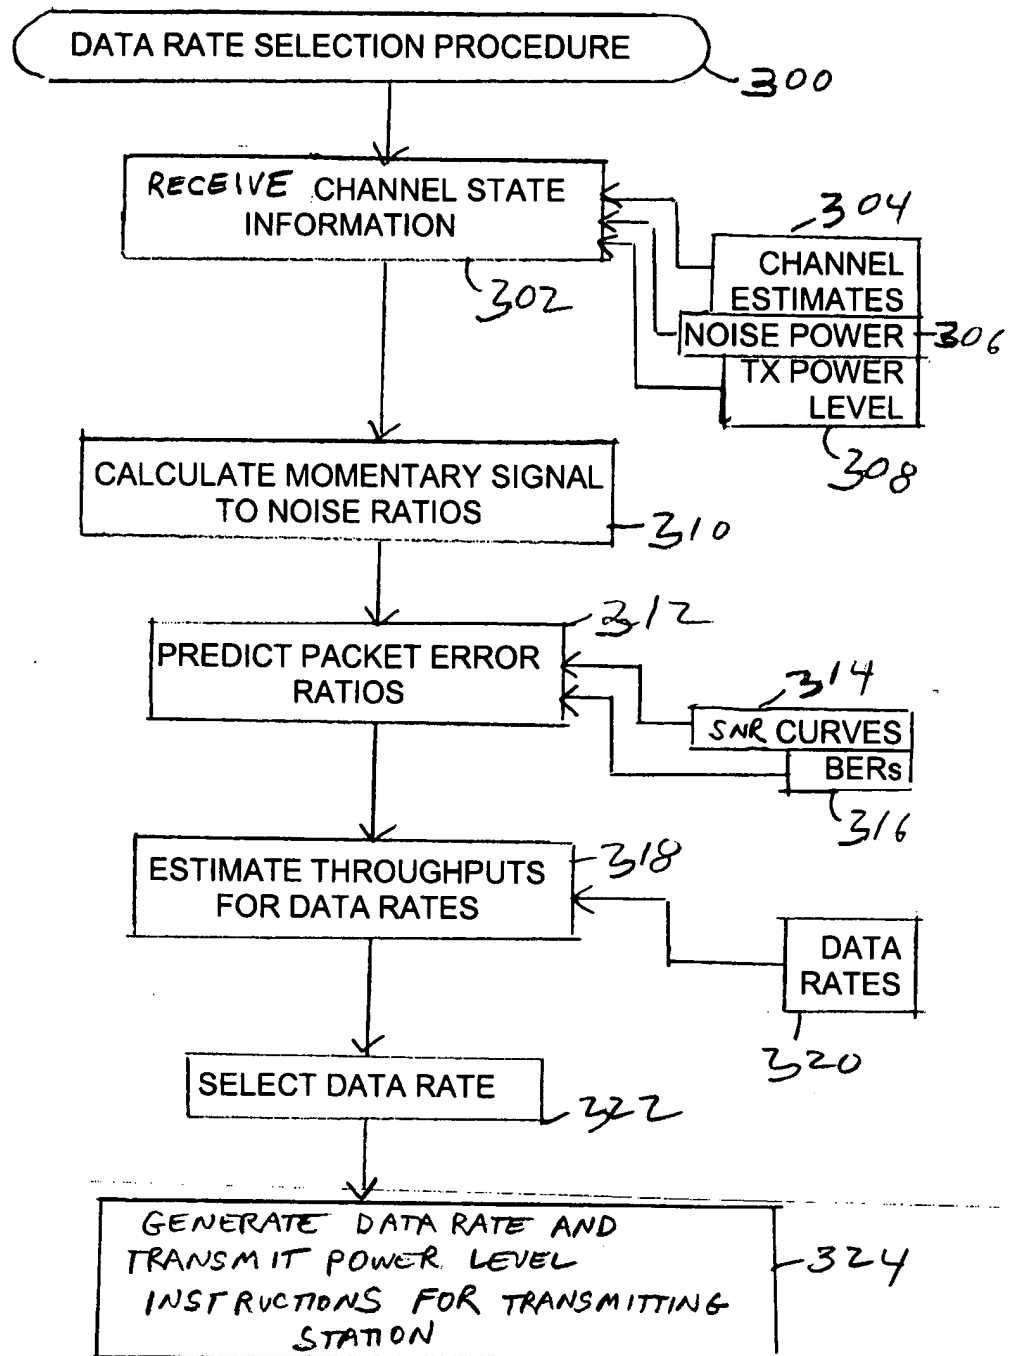 DATA RATE SELECTION PROCEDURE
300
RECEIVE CHANNEL STATE
INFORMATION
302
304
CHANNEL
ESTIMATES
NOISE POWER
306
TX POWER
LEVEL
308
CALCULATE MOMENTARY SIGNAL
TO NOISE RATIOS
310
312
PREDICT PACKET ERROR
RATIOS
314
SNR CURVES
BERs
316
318
ESTIMATE THROUGHPUTS
FOR DATA RATES
DATA
RATES
320
SELECT DATA RATE
322
GENERATE DATA RATE AND
TRANSMIT POWER LEVEL
INSTRUCTIONS FOR TRANSMITTING
STATION
324